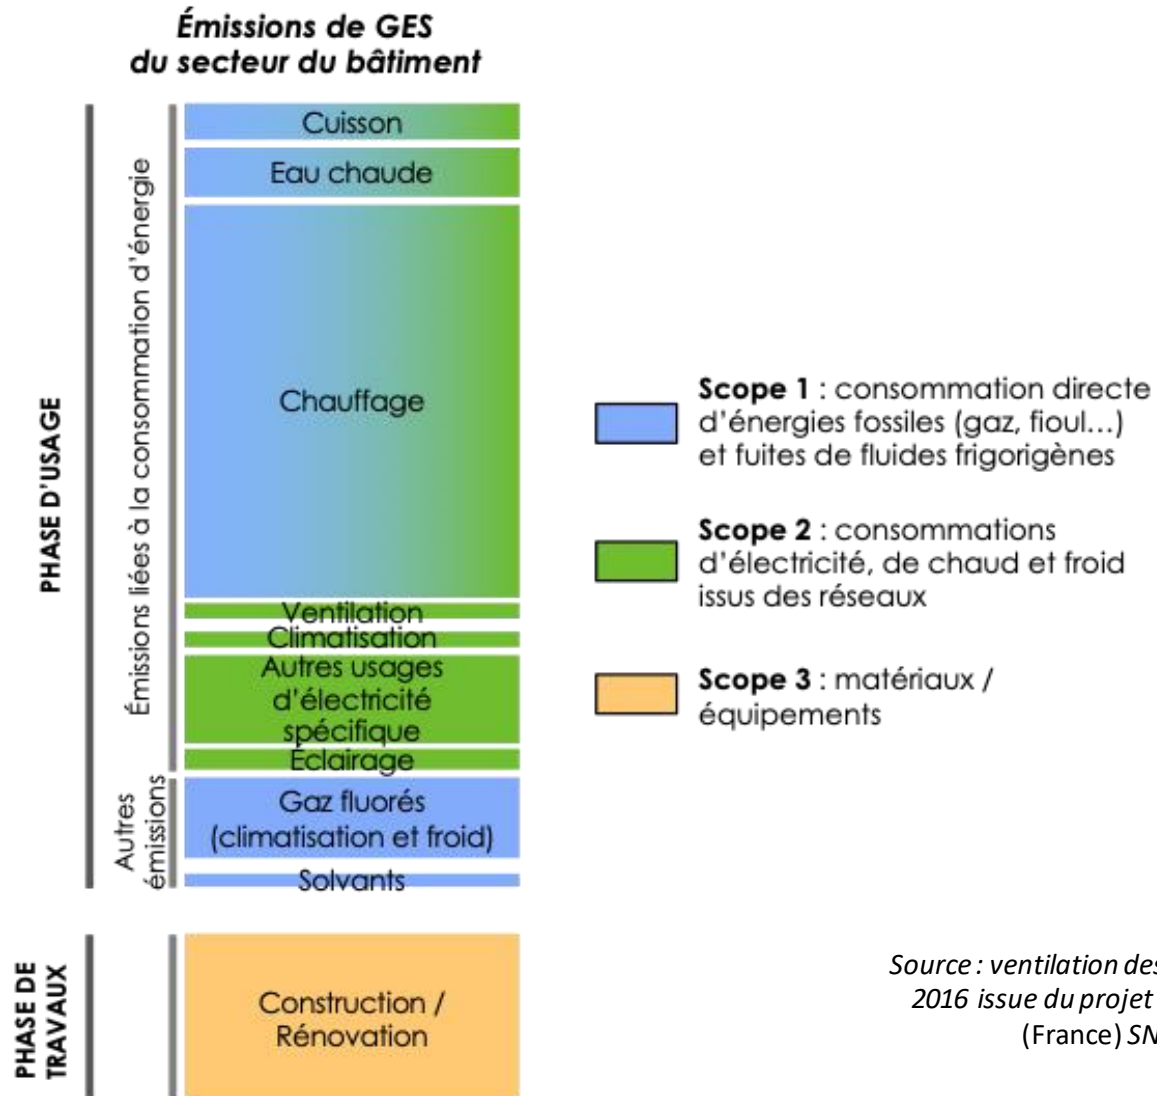 Émissions de GES
du secteur du bâtiment
PHASE D'USAGE
Émissions liées à la consommation d'énergie
Cuisson
Eau chaude
Chauffage
Ventilation
Climatisation
Autres usages
d'électricité
spécifique
Éclairage
Autres
émissions
Gaz fluorés
(climatisation et froid)
Solvants
PHASE DE
TRAVAUX
Construction /
Rénovation
Scope 1 : consommation directe
d'énergies fossiles (gaz, fioul...)
et fuites de fluides frigorigènes
Scope 2 : consommations
d'électricité, de chaud et froid
issus des réseaux
Scope 3 : matériaux /
équipements
Source : ventilation des
2016 issue du projet
(France) SN